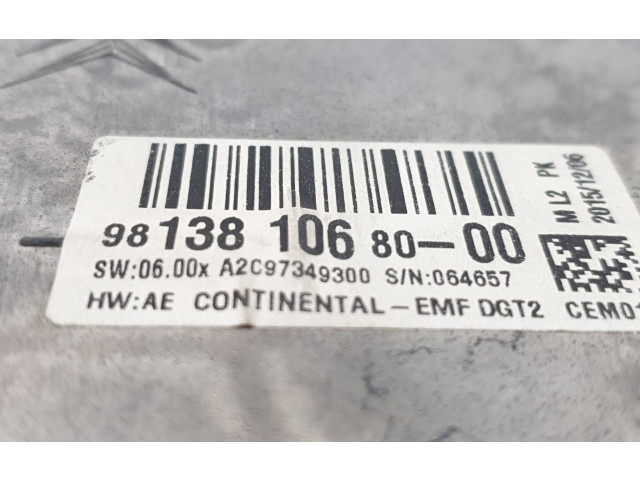 98 138 106 80-00
SW:06.00x A2C97349300 S/N:064657
HW:AE CONTINENTAL-EMF DGT2 CEM01
M L2 PK
2015/12/06